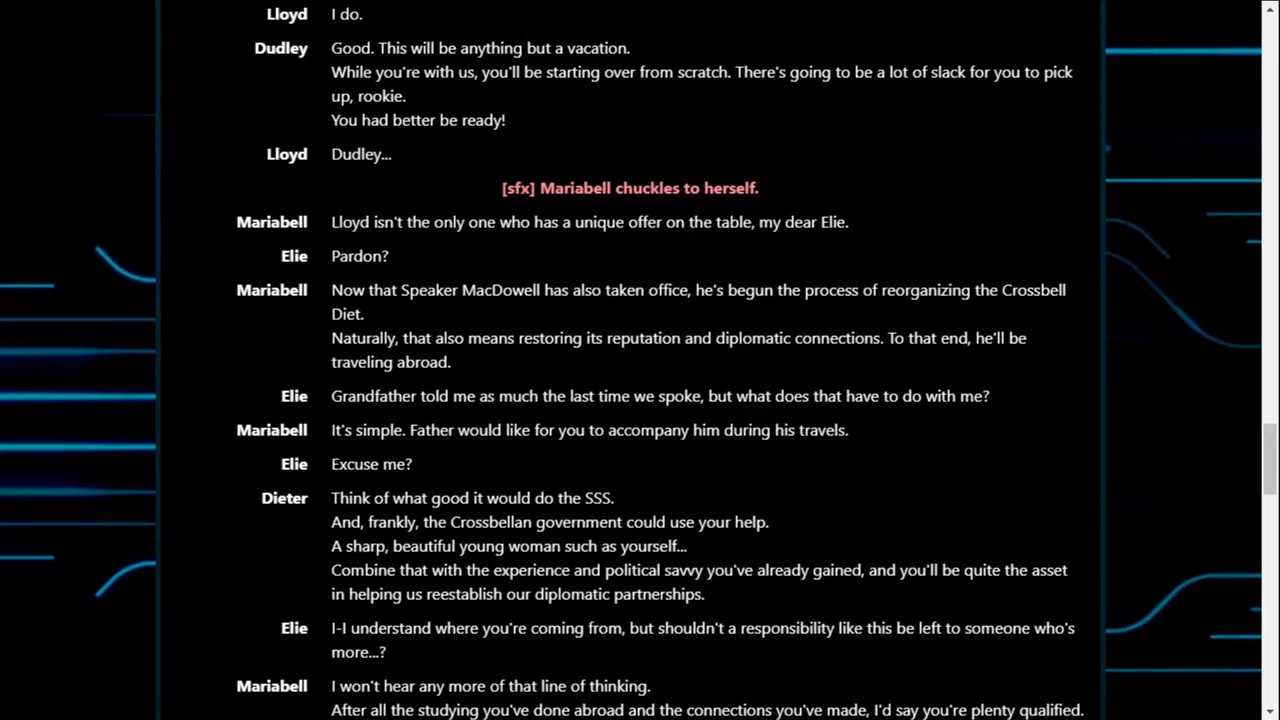 Lloyd I do.
Dudley Good. This will be anything but a vacation.
While you're with us, you'll be starting over from scratch. There's going to be a lot of slack for you to pick
up, rookie.
You had better be ready!
Lloyd Dudley...
[sfx] Mariabell chuckles to herself.
Mariabell Lloyd isn't the only one who has a unique offer on the table, my dear Elie.
Elie Pardon?
Mariabell Now that Speaker MacDowell has also taken office, he's begun the process of reorganizing the Crossbell
Diet.
Naturally, that also means restoring its reputation and diplomatic connections. To that end, he'll be
traveling abroad.
Elie Grandfather told me as much the last time we spoke, but what does that have to do with me?
Mariabell It's simple. Father would like for you to accompany him during his travels.
Elie Excuse me?
Dieter Think of what good it would do the SSS.
And, frankly, the Crossbellan government could use your help.
A sharp, beautiful young woman such as yourself...
Combine that with the experience and political savvy you've already gained, and you'll be quite the asset
in helping us reestablish our diplomatic partnerships.
Elie I-I understand where you're coming from, but shouldn't a responsibility like this be left to someone who's
more...?
Mariabell I won't hear any more of that line of thinking.
After all the studying you've done abroad and the connections you've made, I'd say you're plenty qualified.